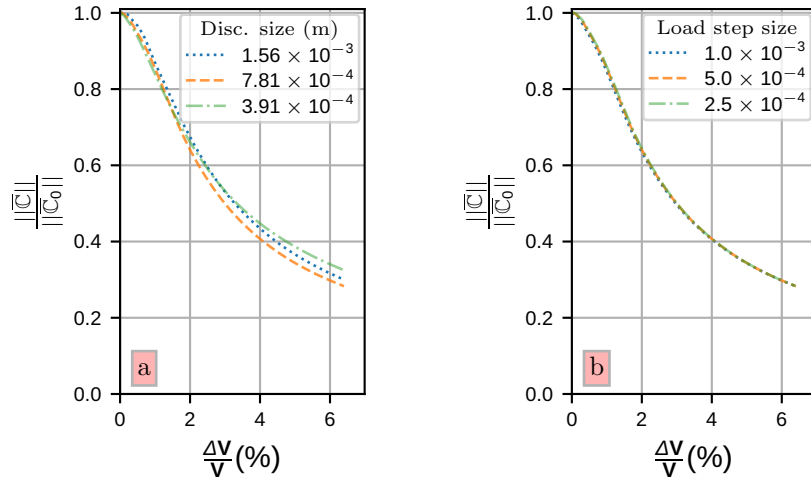 Disc. size (m)
1.56 × 10⁻³
7.81 × 10⁻⁴
3.91 × 10⁻⁴
1.0
0.8
0.6
0.4
0.2
0.0
||ℂ̅||
||ℂ̅₀||
a
0 2 4 6
ΔV
V (%)
Load step size
1.0 × 10⁻³
5.0 × 10⁻⁴
2.5 × 10⁻⁴
1.0
0.8
0.6
0.4
0.2
0.0
||ℂ̅||
||ℂ̅₀||
b
0 2 4 6
ΔV
V (%)